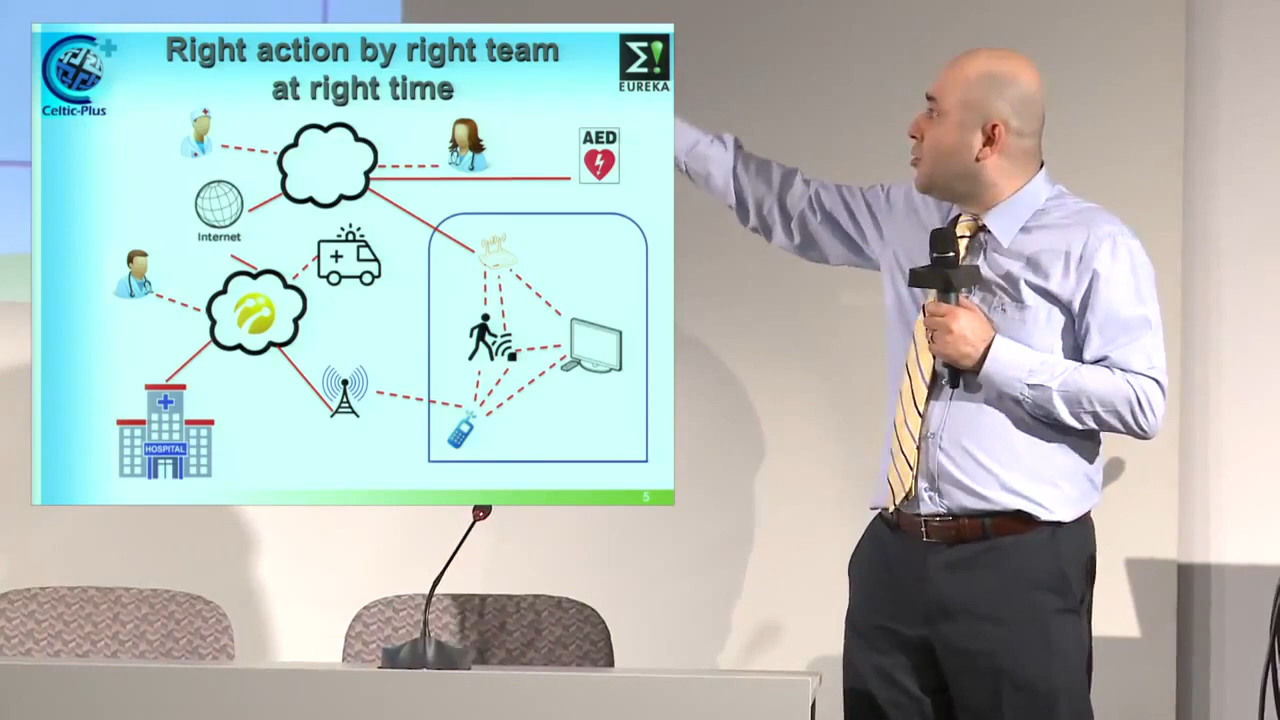 Right action by right team
at right time
Celtic-Plus
Σ!
EUREKA
AED
Internet
HOSPITAL
5